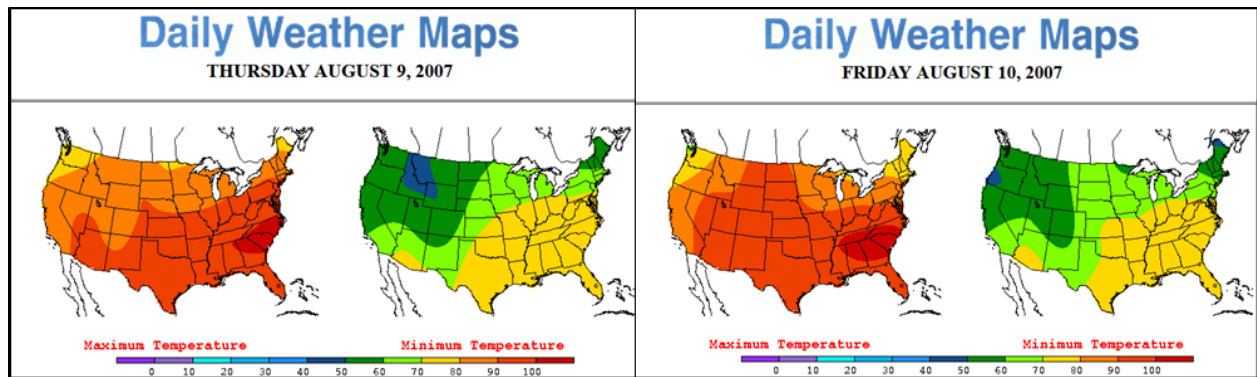 Daily Weather Maps
THURSDAY AUGUST 9, 2007
Maximum Temperature Minimum Temperature
0 10 20 30 40 50 60 70 80 90 100
Daily Weather Maps
FRIDAY AUGUST 10, 2007
Maximum Temperature Minimum Temperature
0 10 20 30 40 50 60 70 80 90 100